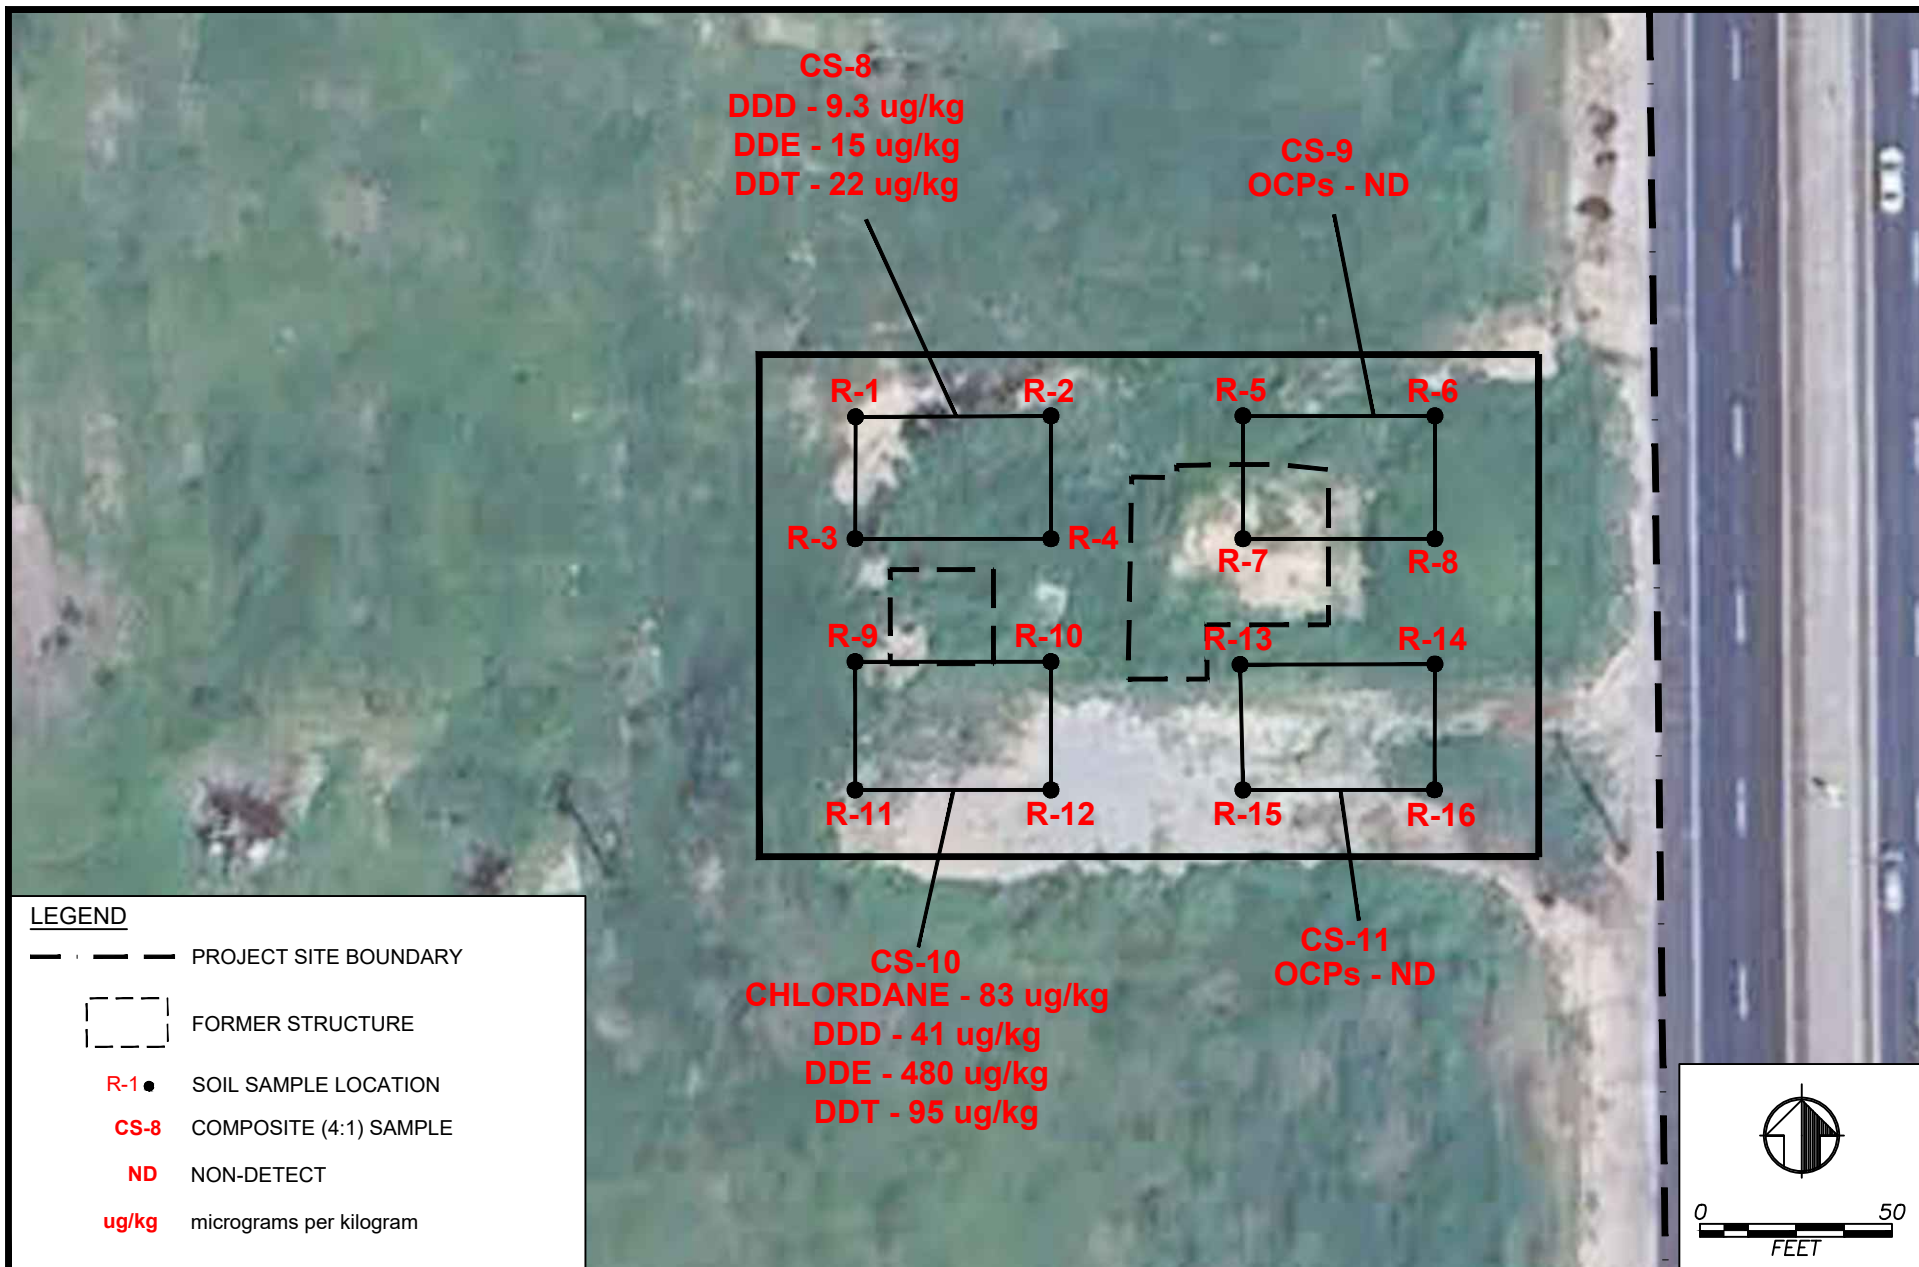 CS-8
DDD - 9.3 ug/kg
DDE - 15 ug/kg
DDT - 22 ug/kg
CS-9
OCPs - ND
R-1
R-2
R-5
R-6
R-3
R-4
R-7
R-8
R-9
R-10
R-13
R-14
R-11
R-12
R-15
R-16
CS-10
CHLORDANE - 83 ug/kg
DDD - 41 ug/kg
DDE - 480 ug/kg
DDT - 95 ug/kg
CS-11
OCPs - ND
LEGEND
PROJECT SITE BOUNDARY
FORMER STRUCTURE
R-1 SOIL SAMPLE LOCATION
CS-8 COMPOSITE (4:1) SAMPLE
ND NON-DETECT
ug/kg micrograms per kilogram
0 50
FEET